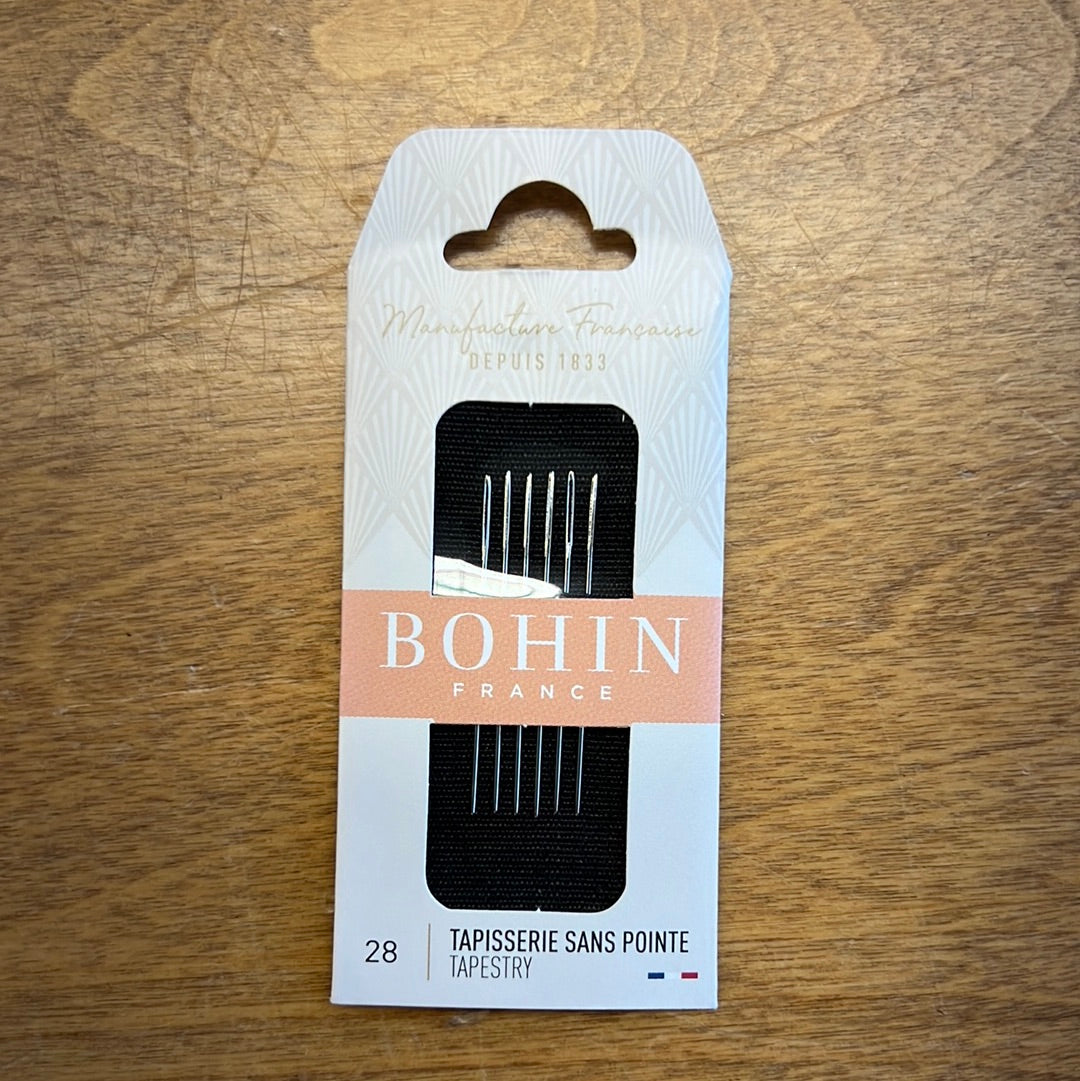 Manufacture Française
DEPUIS 1833
BOHIN
FRANCE
28
TAPISSERIE SANS POINTE
TAPESTRY